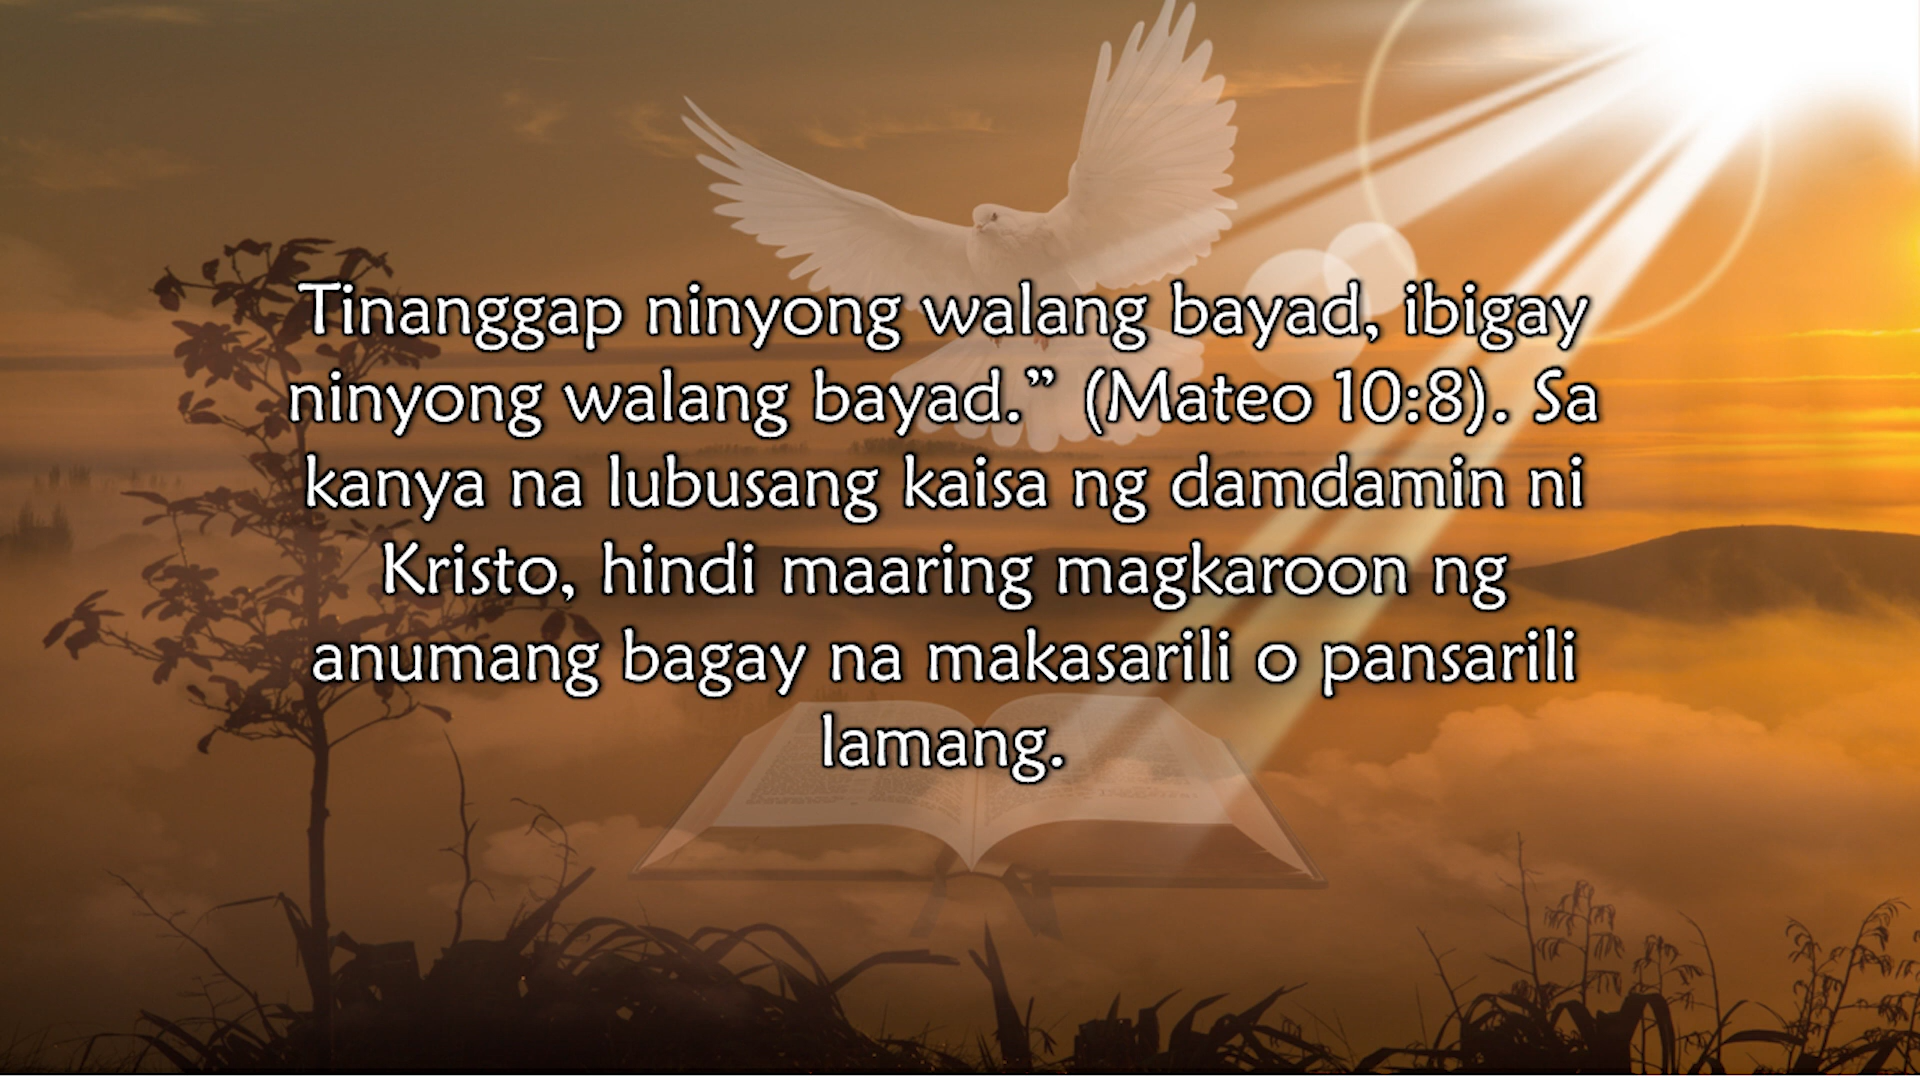 Tinanggap ninyong walang bayad, ibigay
ninyong walang bayad.” (Mateo 10:8). Sa
kanya na lubusang kaisa ng damdamin ni
Kristo, hindi maaring magkaroon ng
anumang bagay na makasarili o pansarili
lamang.